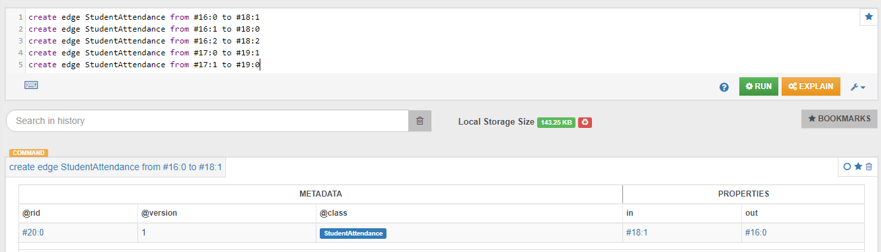 1 create edge StudentAttendance from #16:0 to #18:1
2 create edge StudentAttendance from #16:1 to #18:0
3 create edge StudentAttendance from #16:2 to #18:2
4 create edge StudentAttendance from #17:0 to #19:1
5 create edge StudentAttendance from #17:1 to #19:0
RUN EXPLAIN
Search in history Local Storage Size 143.25 KB BOOKMARKS
COMMAND
create edge StudentAttendance from #16:0 to #18:1
METADATA PROPERTIES
@rid @version @class in out
#20:0 1 StudentAttendance #18:1 #16:0